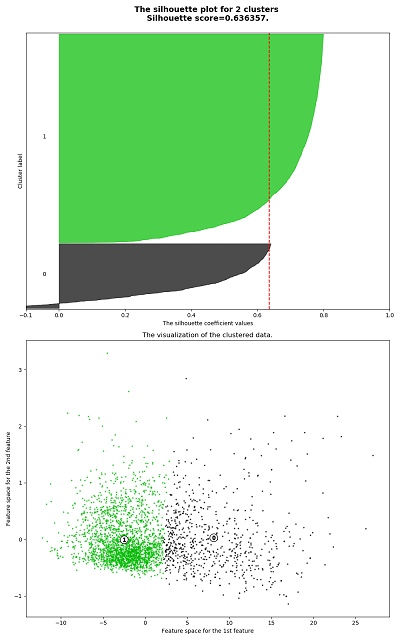 The silhouette plot for 2 clusters
Silhouette score=0.636357.
1
0
Cluster label
−0.1 0.0 0.2 0.4 0.6 0.8 1.0
The silhouette coefficient values
The visualization of the clustered data.
3
2
1
0
−1
Feature space for the 2nd feature
1
0
−10 −5 0 5 10 15 20 25
Feature space for the 1st feature